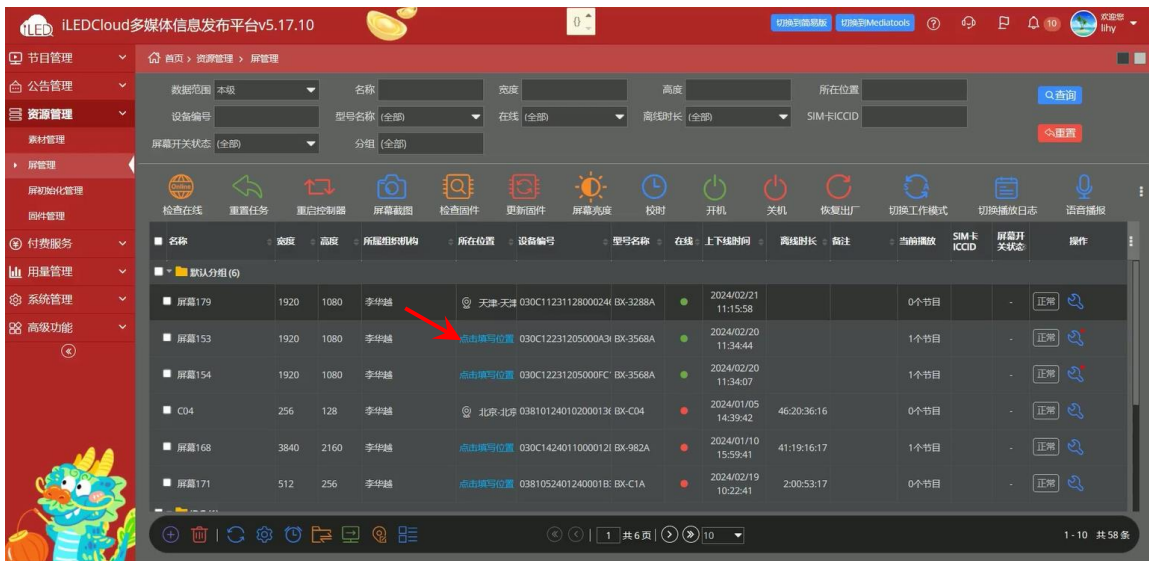 iLED iLEDCloud多媒体信息发布平台v5.17.10 切换到简易版 切换到Mediatools 10 欢迎您 lihy
节目管理
公告管理
资源管理
素材管理
屏管理
屏初始化管理
固件管理
付费服务
用量管理
系统管理
高级功能
首页 > 资源管理 > 屏管理
数据范围 本级 名称 宽度 高度 所在位置 查询
设备编号 型号名称 (全部) 在线 (全部) 离线时长 (全部) SIM卡ICCID
屏幕开关状态 (全部) 分组 (全部) 重置
Online
检查在线 重置任务 重启控制器 屏幕截图 检查固件 更新固件 屏幕亮度 校时 开机 关机 恢复出厂 切换工作模式 切换播放日志 语音播报
名称 宽度 高度 所属组织机构 所在位置 设备编号 型号名称 在线 上下线时间 离线时长 备注 当前播放 SIM卡ICCID 屏幕开关状态 操作
默认分组 (6)
屏幕179 1920 1080 李华越 天津-天津 030C1123112800024 BX-3288A 2024/02/21 11:15:58 0个节目 - 正常
屏幕153 1920 1080 李华越 点击填写位置 030C12231205000A3 BX-3568A 2024/02/20 11:34:44 1个节目 - 正常
屏幕154 1920 1080 李华越 点击填写位置 030C12231205000FC BX-3568A 2024/02/20 11:34:07 1个节目 - 正常
C04 256 128 李华越 北京-北京 03810124010200013 BX-C04 2024/01/05 14:39:42 46:20:36:16 0个节目 - 正常
屏幕168 3840 2160 李华越 点击填写位置 030C1424011000012 BX-982A 2024/01/10 15:59:41 41:19:16:17 1个节目 - 正常
屏幕171 512 256 李华越 点击填写位置 0381052401240001B BX-C1A 2024/02/19 10:22:41 2:00:53:17 0个节目 - 正常
1 共6页 10 1 - 10 共58条